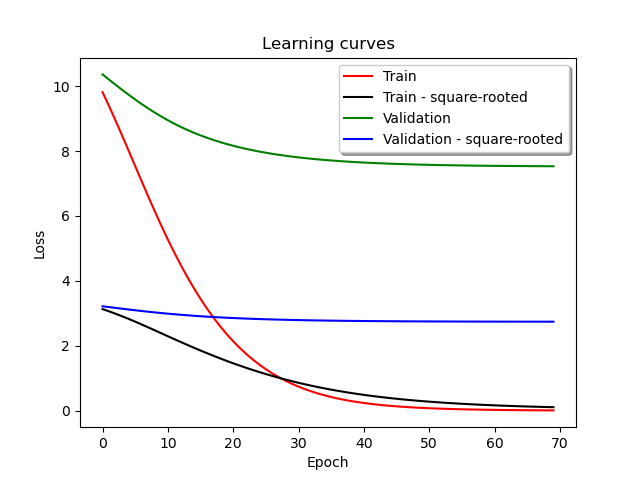 Learning curves
Train
Train - square-rooted
Validation
Validation - square-rooted
Loss
10
8
6
4
2
0
0 10 20 30 40 50 60 70
Epoch